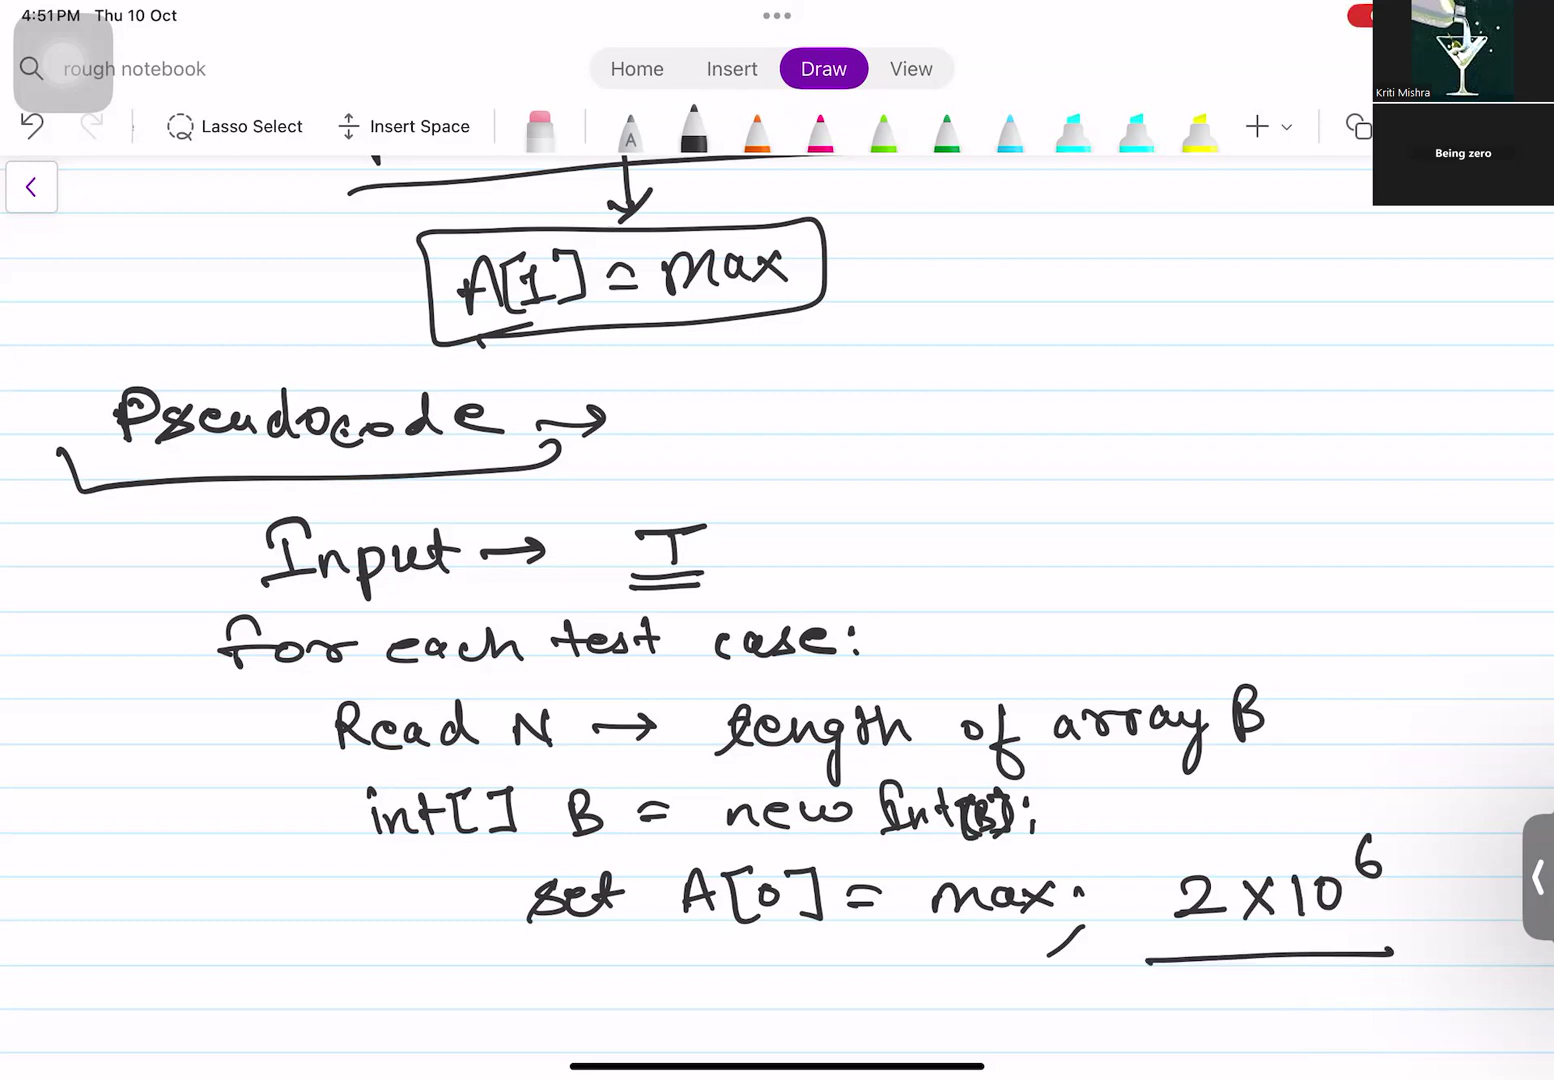 4:51 PM Thu 10 Oct
rough notebook
Home Insert Draw View
Kriti Mishra
Lasso Select Insert Space
A
Being zero
A[1] = max
Pseudocode →
Input → T
for each test case:
Read N → length of array B
int[] B = new Int[B];
set A[0] = max; 2 × 10⁶